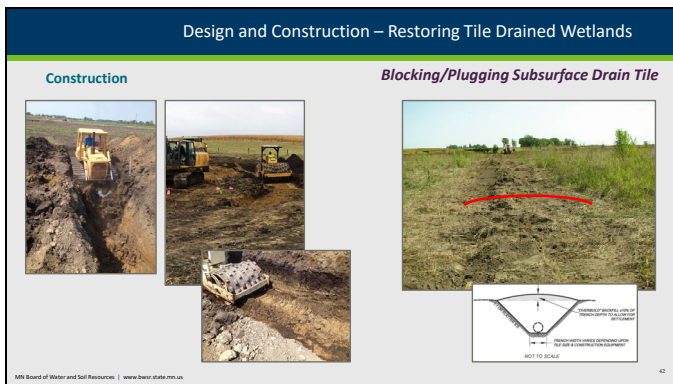 Design and Construction – Restoring Tile Drained Wetlands
Construction
Blocking/Plugging Subsurface Drain Tile
"OVERBUILD" BACKFILL ±10% OF
TRENCH DEPTH TO ALLOW FOR
SETTLEMENT
TRENCH WIDTH VARIES DEPENDING UPON
TILE SIZE & CONSTRUCTION EQUIPMENT
NOT TO SCALE
MN Board of Water and Soil Resources | www.bwsr.state.mn.us
42